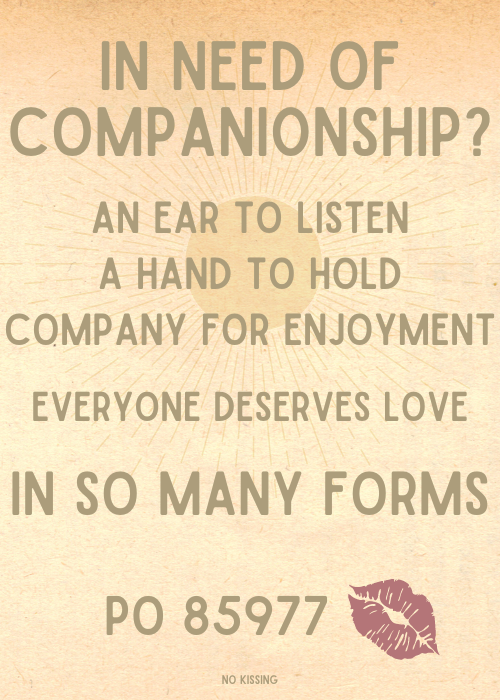 IN NEED OF
COMPANIONSHIP?
AN EAR TO LISTEN
A HAND TO HOLD
COMPANY FOR ENJOYMENT
EVERYONE DESERVES LOVE
IN SO MANY FORMS
PO 85977
NO KISSING